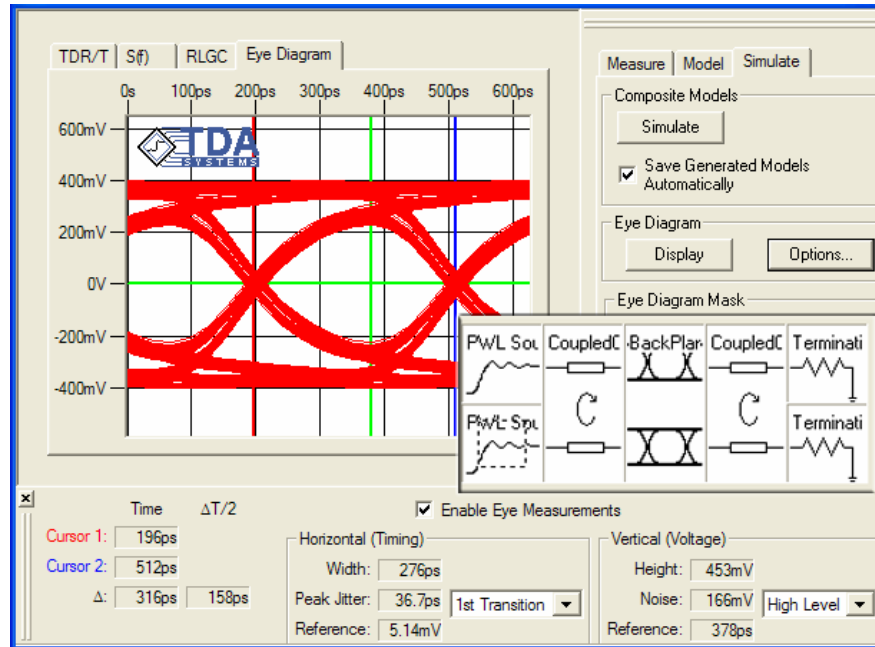 TDR/T S(f) RLGC Eye Diagram
0s 100ps 200ps 300ps 400ps 500ps 600ps
600mV
400mV
200mV
0V
-200mV
-400mV
TDA
SYSTEMS
Measure Model Simulate
Composite Models
Simulate
Save Generated Models
Automatically
Eye Diagram
Display Options...
Eye Diagram Mask
PWL Sou CoupledC BackPlan CoupledC Terminati
PWL Sou Terminati
Time ΔT/2
Cursor 1: 196ps
Cursor 2: 512ps
Δ: 316ps 158ps
Enable Eye Measurements
Horizontal (Timing)
Width: 276ps
Peak Jitter: 36.7ps 1st Transition
Reference: 5.14mV
Vertical (Voltage)
Height: 453mV
Noise: 166mV High Level
Reference: 378ps